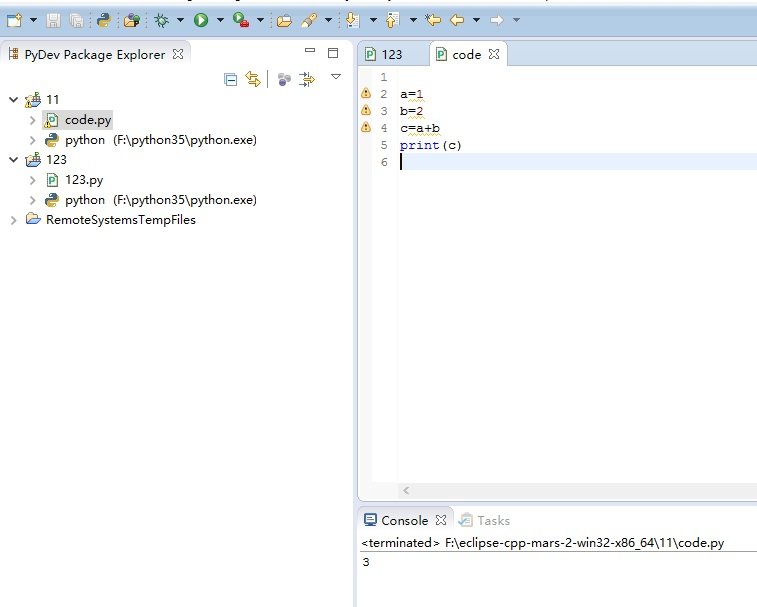 PyDev Package Explorer
11
code.py
python (F:\python35\python.exe)
123
123.py
python (F:\python35\python.exe)
RemoteSystemsTempFiles
123 code
1
2 a=1
3 b=2
4 c=a+b
5 print(c)
6
Console Tasks
<terminated> F:\eclipse-cpp-mars-2-win32-x86_64\11\code.py
3